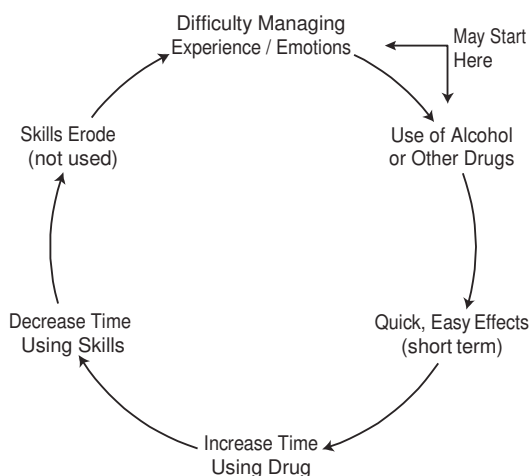 Difficulty Managing
Experience / Emotions
May Start
Here
Use of Alcohol
or Other Drugs
Quick, Easy Effects
(short term)
Increase Time
Using Drug
Decrease Time
Using Skills
Skills Erode
(not used)